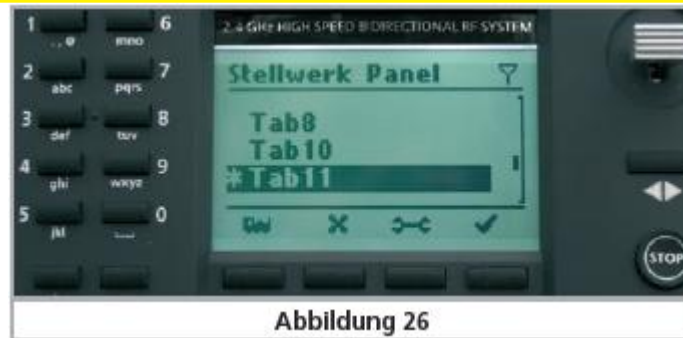 2.4 GHz HIGH SPEED BIDIRECTIONAL RF SYSTEM
1 6
., @ mno
2 7
abc pqrs
3 8
def tuv
4 9
ghi wxyz
5 0
jkl
Stellwerk Panel
Tab8
Tab10
*Tab11
STOP
Abbildung 26